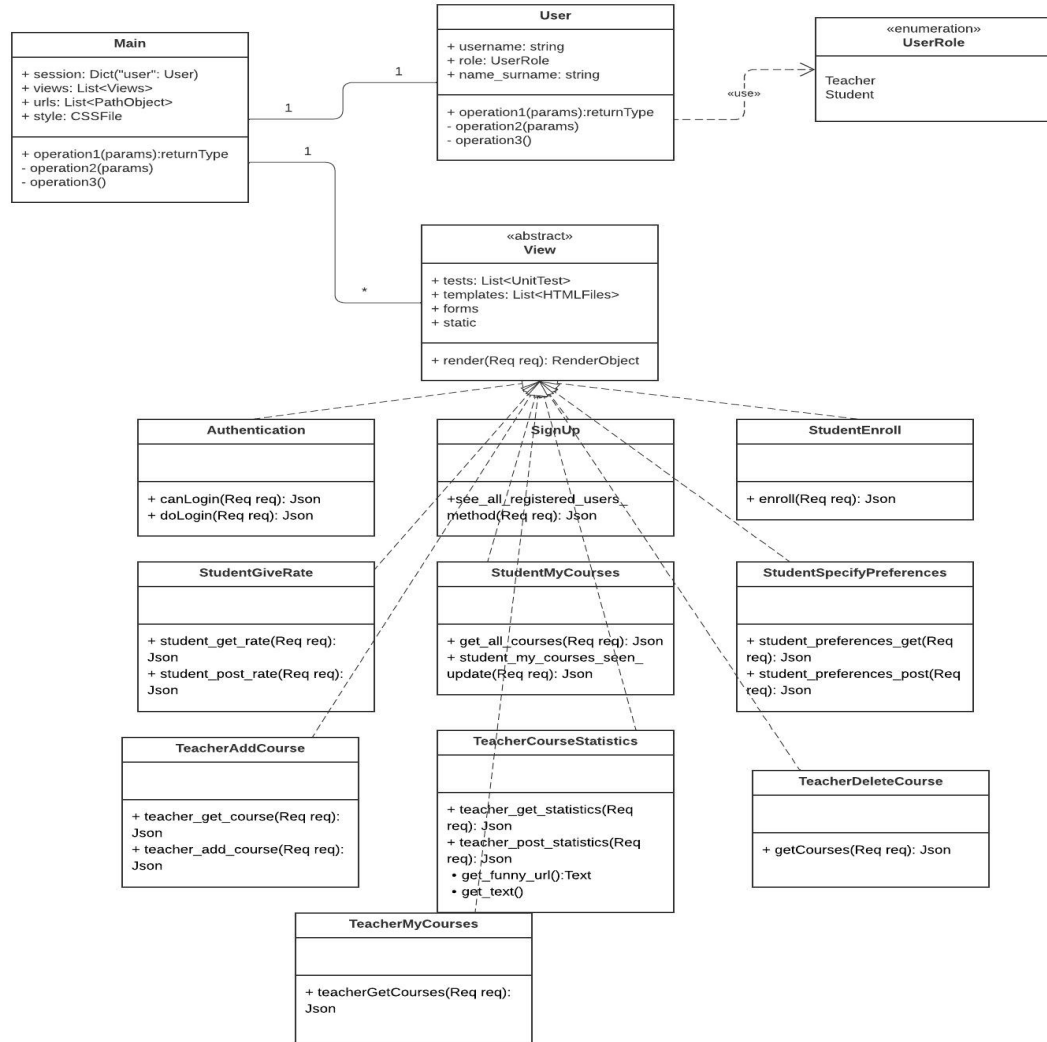 Main
+ session: Dict("user": User)
+ views: List<Views>
+ urls: List<PathObject>
+ style: CSSFile
+ operation1(params):returnType
- operation2(params)
- operation3()
1
1
User
+ username: string
+ role: UserRole
+ name_surname: string
+ operation1(params):returnType
- operation2(params)
- operation3()
«use»
«enumeration»
UserRole
Teacher
Student
1
*
«abstract»
View
+ tests: List<UnitTest>
+ templates: List<HTMLFiles>
+ forms
+ static
+ render(Req req): RenderObject
Authentication
+ canLogin(Req req): Json
+ doLogin(Req req): Json
SignUp
+see_all_registered_users_
method(Req req): Json
StudentEnroll
+ enroll(Req req): Json
StudentGiveRate
+ student_get_rate(Req req):
Json
+ student_post_rate(Req req):
Json
StudentMyCourses
+ get_all_courses(Req req): Json
+ student_my_courses_seen_
update(Req req): Json
StudentSpecifyPreferences
+ student_preferences_get(Req
req): Json
+ student_preferences_post(Req
req): Json
TeacherAddCourse
+ teacher_get_course(Req req):
Json
+ teacher_add_course(Req req):
Json
TeacherCourseStatistics
+ teacher_get_statistics(Req
req): Json
+ teacher_post_statistics(Req
req): Json
• get_funny_url():Text
• get_text()
TeacherDeleteCourse
+ getCourses(Req req): Json
TeacherMyCourses
+ teacherGetCourses(Req req):
Json